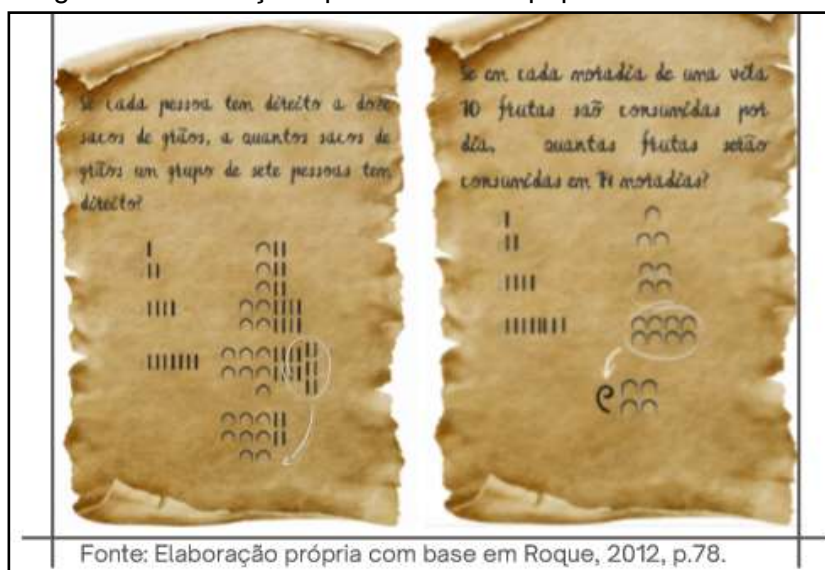 Se cada pessoa tem direito a doze
sacos de grãos, a quantos sacos de
grãos um grupo de sete pessoas tem
direito?
Se em cada moradia de uma vila
10 frutas são consumidas por
dia, quantas frutas serão
consumidas em 14 moradias?
Fonte: Elaboração própria com base em Roque, 2012, p.78.